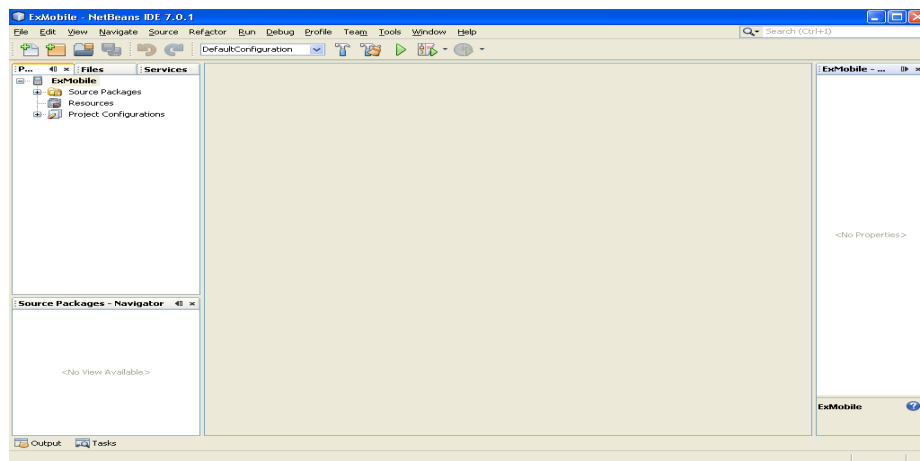 ExMobile - NetBeans IDE 7.0.1
File Edit View Navigate Source Refactor Run Debug Profile Team Tools Window Help
Search (Ctrl+I)
DefaultConfiguration
P... Files Services
ExMobile - ...
ExMobile
Source Packages
Resources
Project Configurations
<No Properties>
Source Packages - Navigator
<No View Available>
ExMobile
Output Tasks